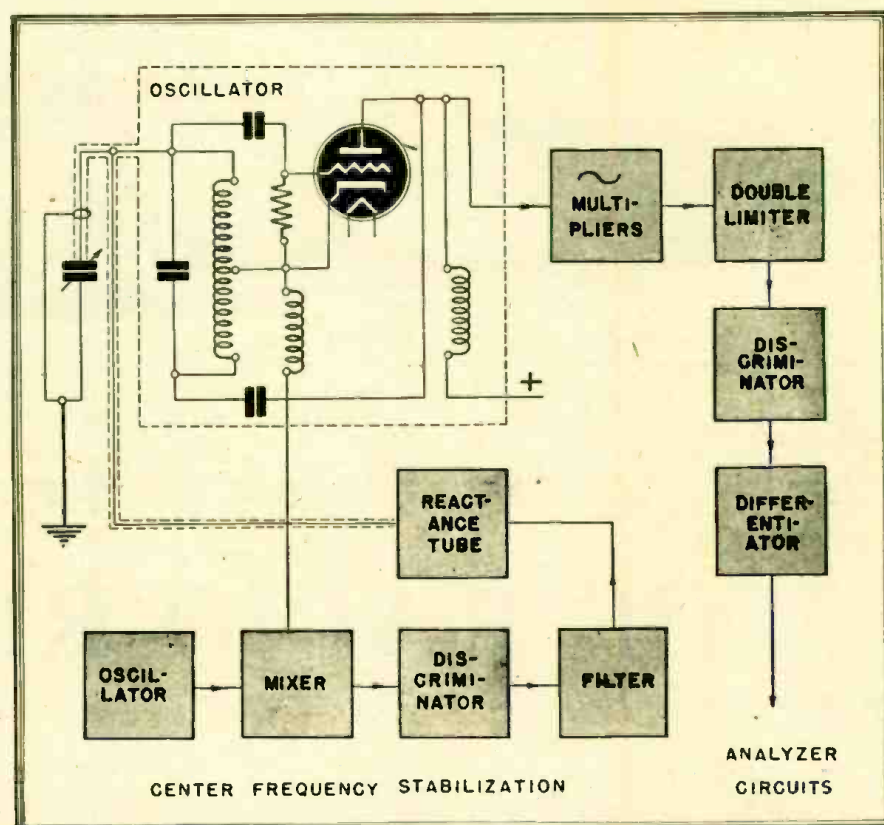 OSCILLATOR
MULTI-
PLIERS
DOUBLE
LIMITER
DIS-
CRIMI-
NATOR
DIFFER-
ENTI-
ATOR
+
REACT-
ANCE
TUBE
OSCIL-
LATOR
MIXER
DIS-
CRIMI-
NATOR
FILTER
CENTER FREQUENCY STABILIZATION
ANALYZER
CIRCUITS